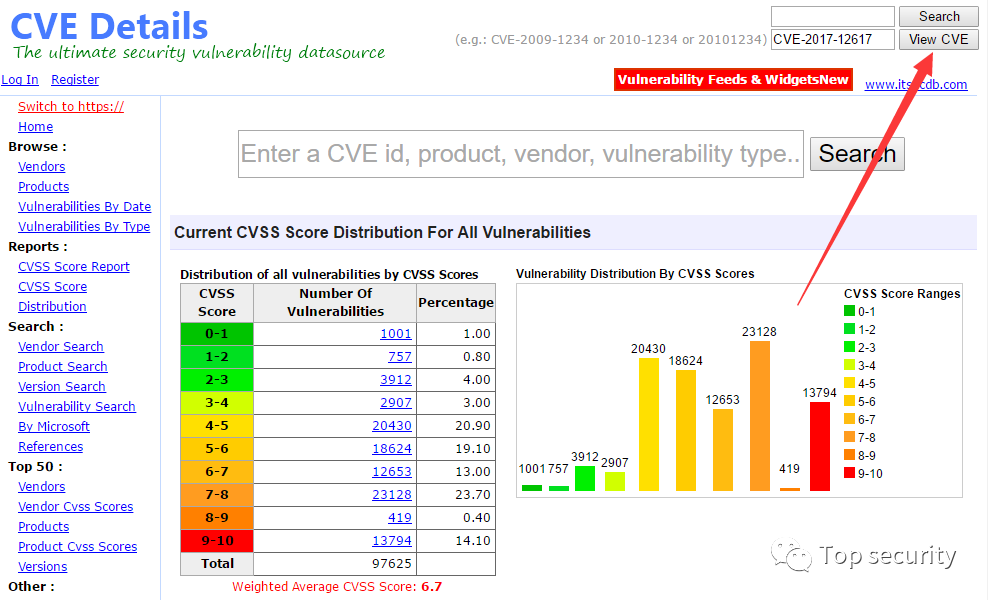 CVE Details
The ultimate security vulnerability datasource
Search
(e.g.: CVE-2009-1234 or 2010-1234 or 20101234) CVE-2017-12617 View CVE
Log In Register
Vulnerability Feeds & WidgetsNew www.itsecdb.com
Switch to https://
Home
Browse :
Vendors
Products
Vulnerabilities By Date
Vulnerabilities By Type
Reports :
CVSS Score Report
CVSS Score
Distribution
Search :
Vendor Search
Product Search
Version Search
Vulnerability Search
By Microsoft
References
Top 50 :
Vendors
Vendor Cvss Scores
Products
Product Cvss Scores
Versions
Other :
Enter a CVE id, product, vendor, vulnerability type.. Search
Current CVSS Score Distribution For All Vulnerabilities
Distribution of all vulnerabilities by CVSS Scores
CVSS Score Number Of Vulnerabilities Percentage
0-1 1001 1.00
1-2 757 0.80
2-3 3912 4.00
3-4 2907 3.00
4-5 20430 20.90
5-6 18624 19.10
6-7 12653 13.00
7-8 23128 23.70
8-9 419 0.40
9-10 13794 14.10
Total 97625
Weighted Average CVSS Score: 6.7
Vulnerability Distribution By CVSS Scores
1001 757 3912 2907 20430 18624 12653 23128 419 13794
CVSS Score Ranges
0-1
1-2
2-3
3-4
4-5
5-6
6-7
7-8
8-9
9-10
Top security